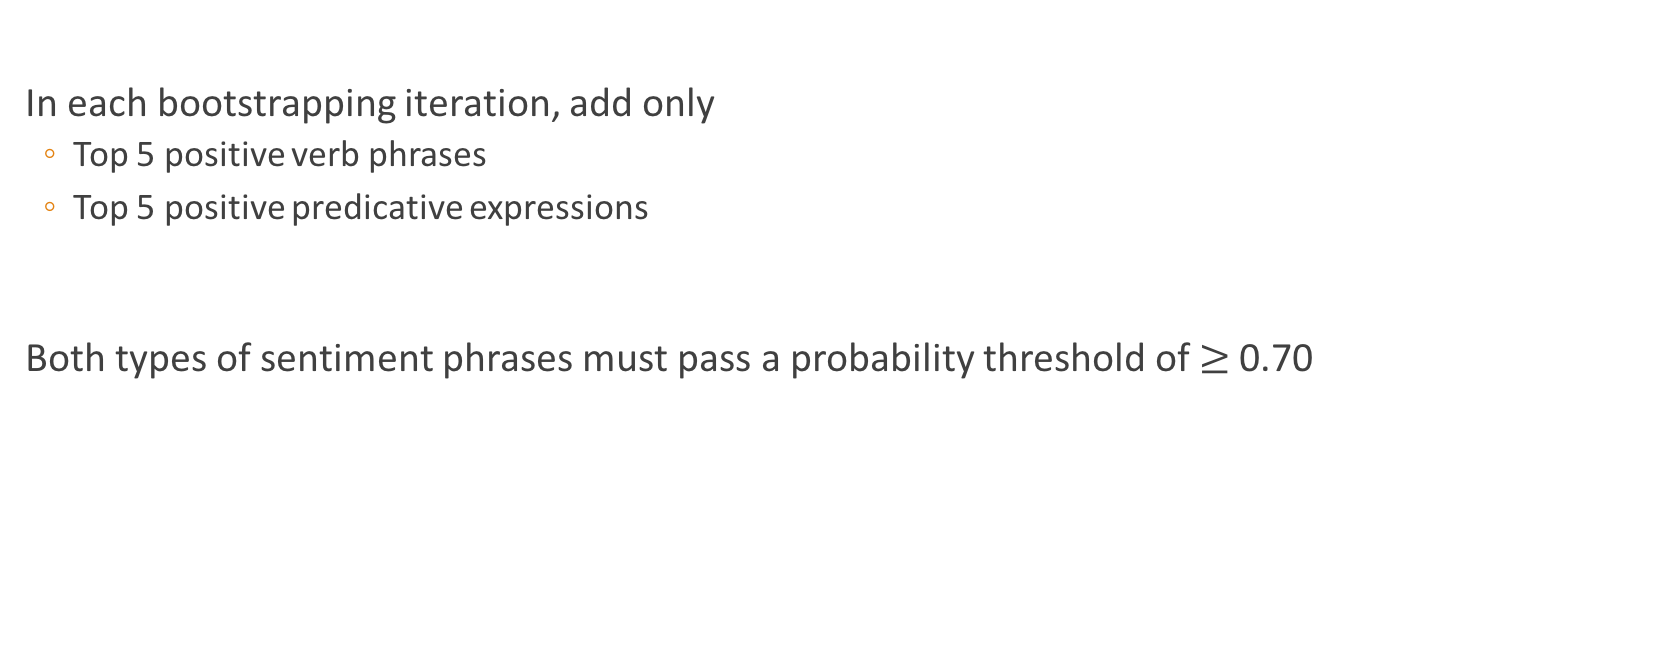 In each bootstrapping iteration, add only
◦ Top 5 positive verb phrases
◦ Top 5 positive predicative expressions
Both types of sentiment phrases must pass a probability threshold of ≥ 0.70